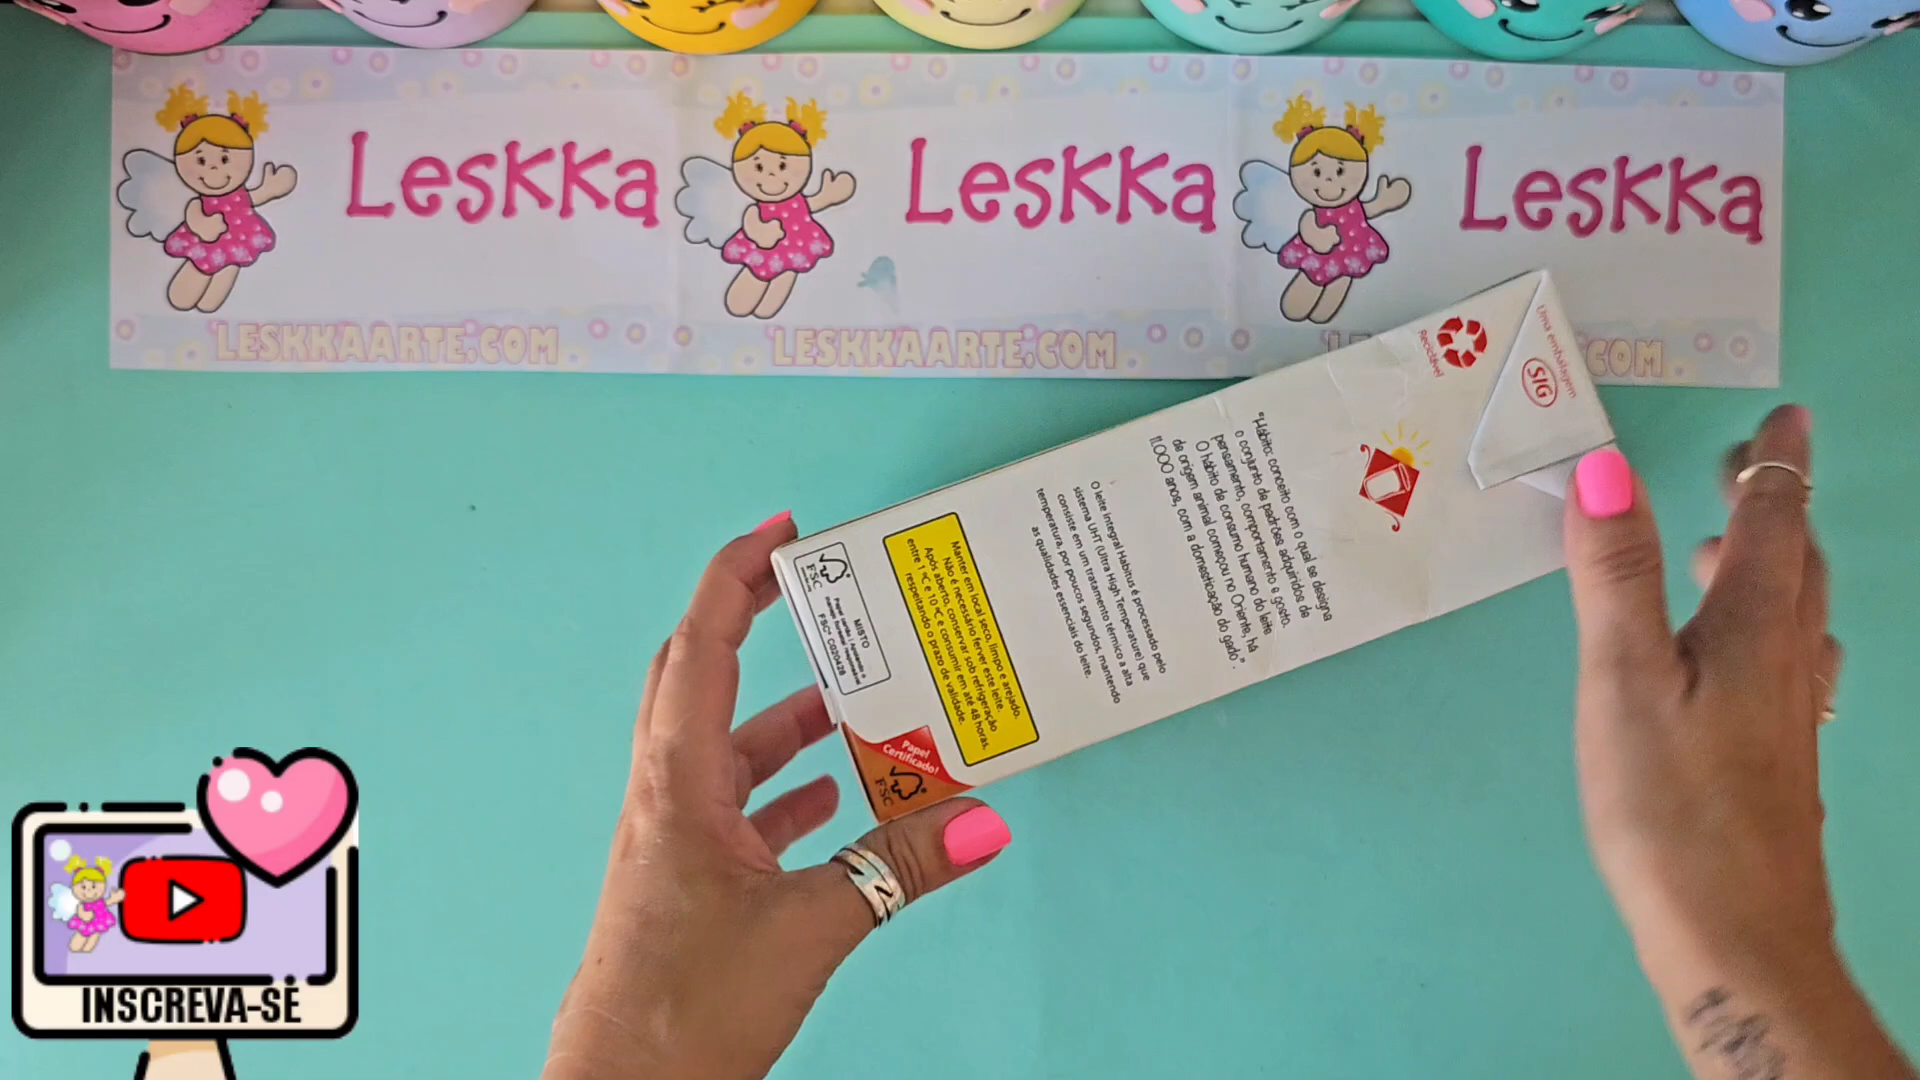 Leskka
Leskka
Leskka
LESKKAARTE.COM
LESKKAARTE.COM
COM
Uma embalagem
SIG
Reciclável
"Hábito: conceito com o qual se designa
o conjunto de padrões adquiridos de
pensamento, comportamento e gosto.
O hábito de consumo humano do leite
de origem animal começou no Oriente, há
11.000 anos, com a domesticação do gado".
O leite integral Habitus é processado pelo
sistema UHT (Ultra High Temperature) que
consiste em um tratamento térmico a alta
temperatura, por poucos segundos, mantendo
as qualidades essenciais do leite.
Manter em local seco, limpo e arejado.
Não é necessário ferver este leite.
Após aberto, conservar sob refrigeração
entre 1 ºC e 10 ºC e consumir em até 48 horas,
respeitando o prazo de validade.
FSC
MISTO
FSC® C020428
Papel
Certificado!
FSC
INSCREVA-SE